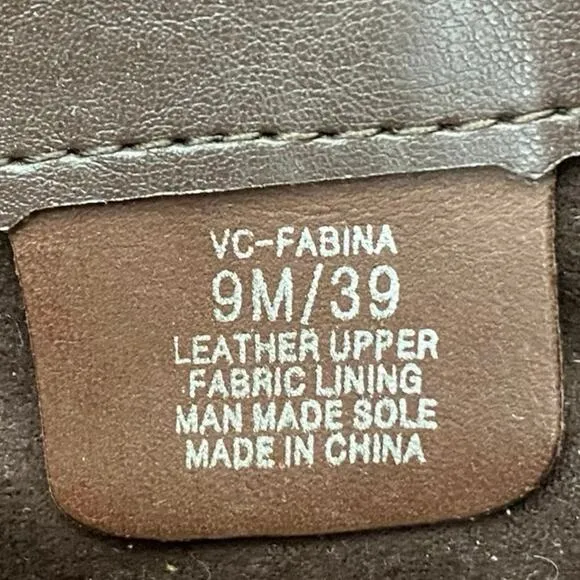 VC-FABINA
9M/39
LEATHER UPPER
FABRIC LINING
MAN MADE SOLE
MADE IN CHINA